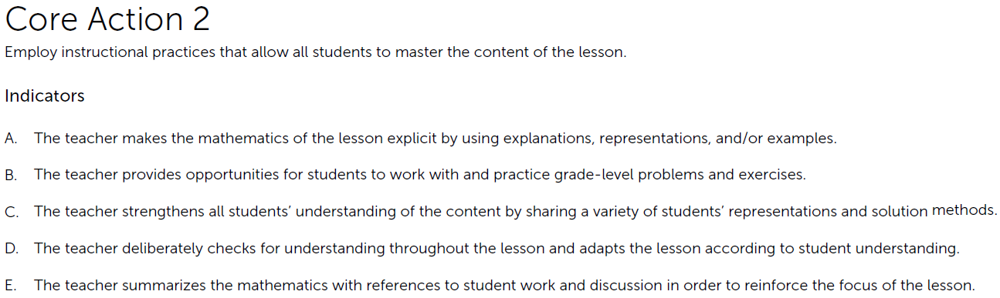 Core Action 2
Employ instructional practices that allow all students to master the content of the lesson.
Indicators
A. The teacher makes the mathematics of the lesson explicit by using explanations, representations, and/or examples.
B. The teacher provides opportunities for students to work with and practice grade-level problems and exercises.
C. The teacher strengthens all students’ understanding of the content by sharing a variety of students’ representations and solution methods.
D. The teacher deliberately checks for understanding throughout the lesson and adapts the lesson according to student understanding.
E. The teacher summarizes the mathematics with references to student work and discussion in order to reinforce the focus of the lesson.